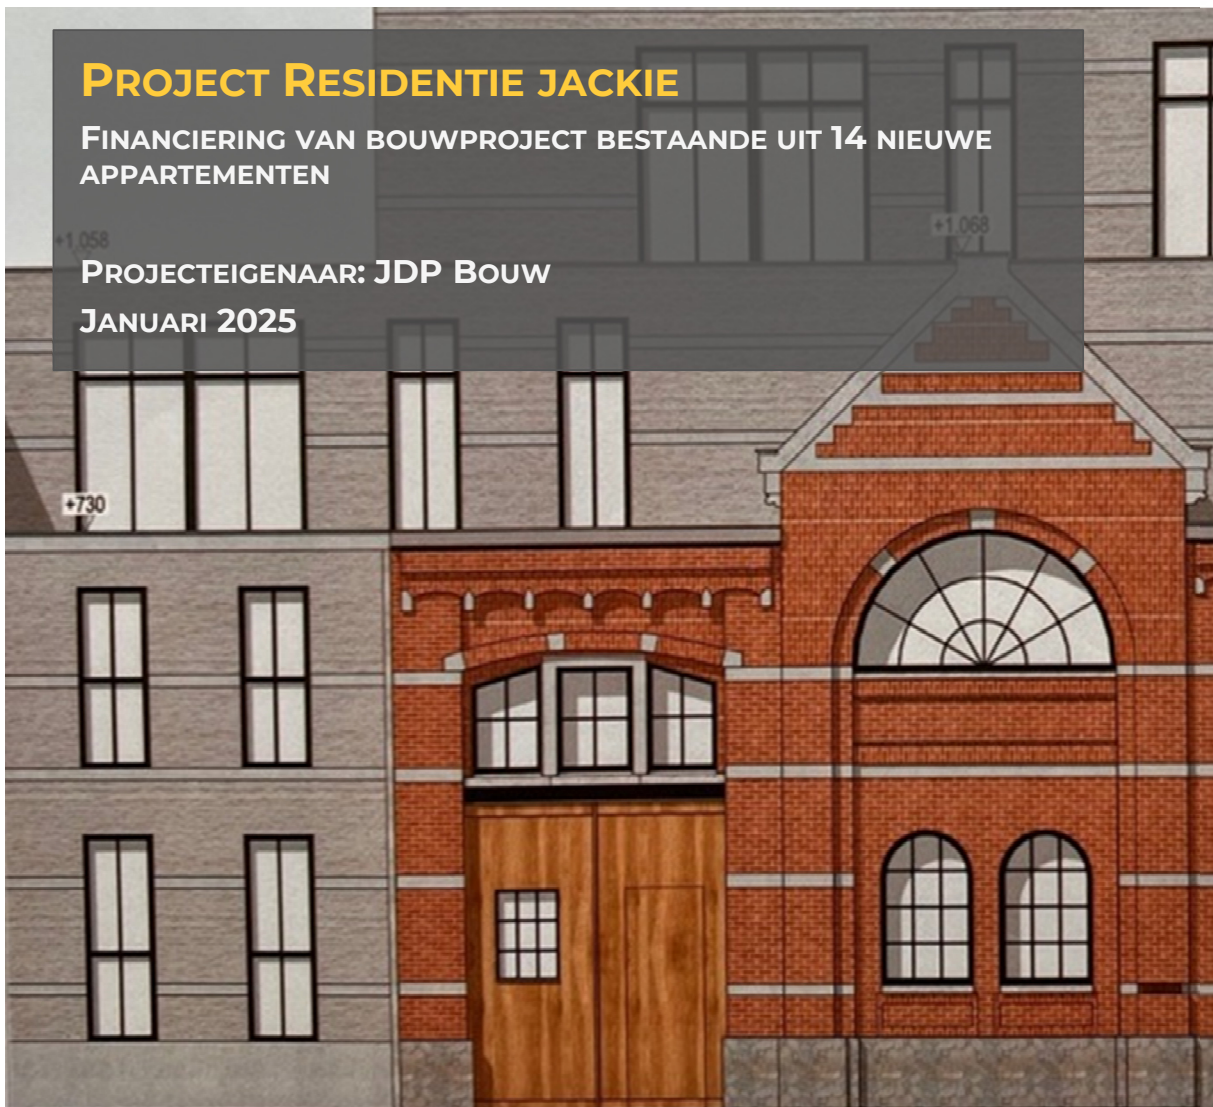 PROJECT RESIDENTIE JACKIE
FINANCIERING VAN BOUWPROJECT BESTAANDE UIT 14 NIEUWE
APPARTEMENTEN
+1.058
+1.068
PROJECTEIGENAAR: JDP BOUW
JANUARI 2025
+730